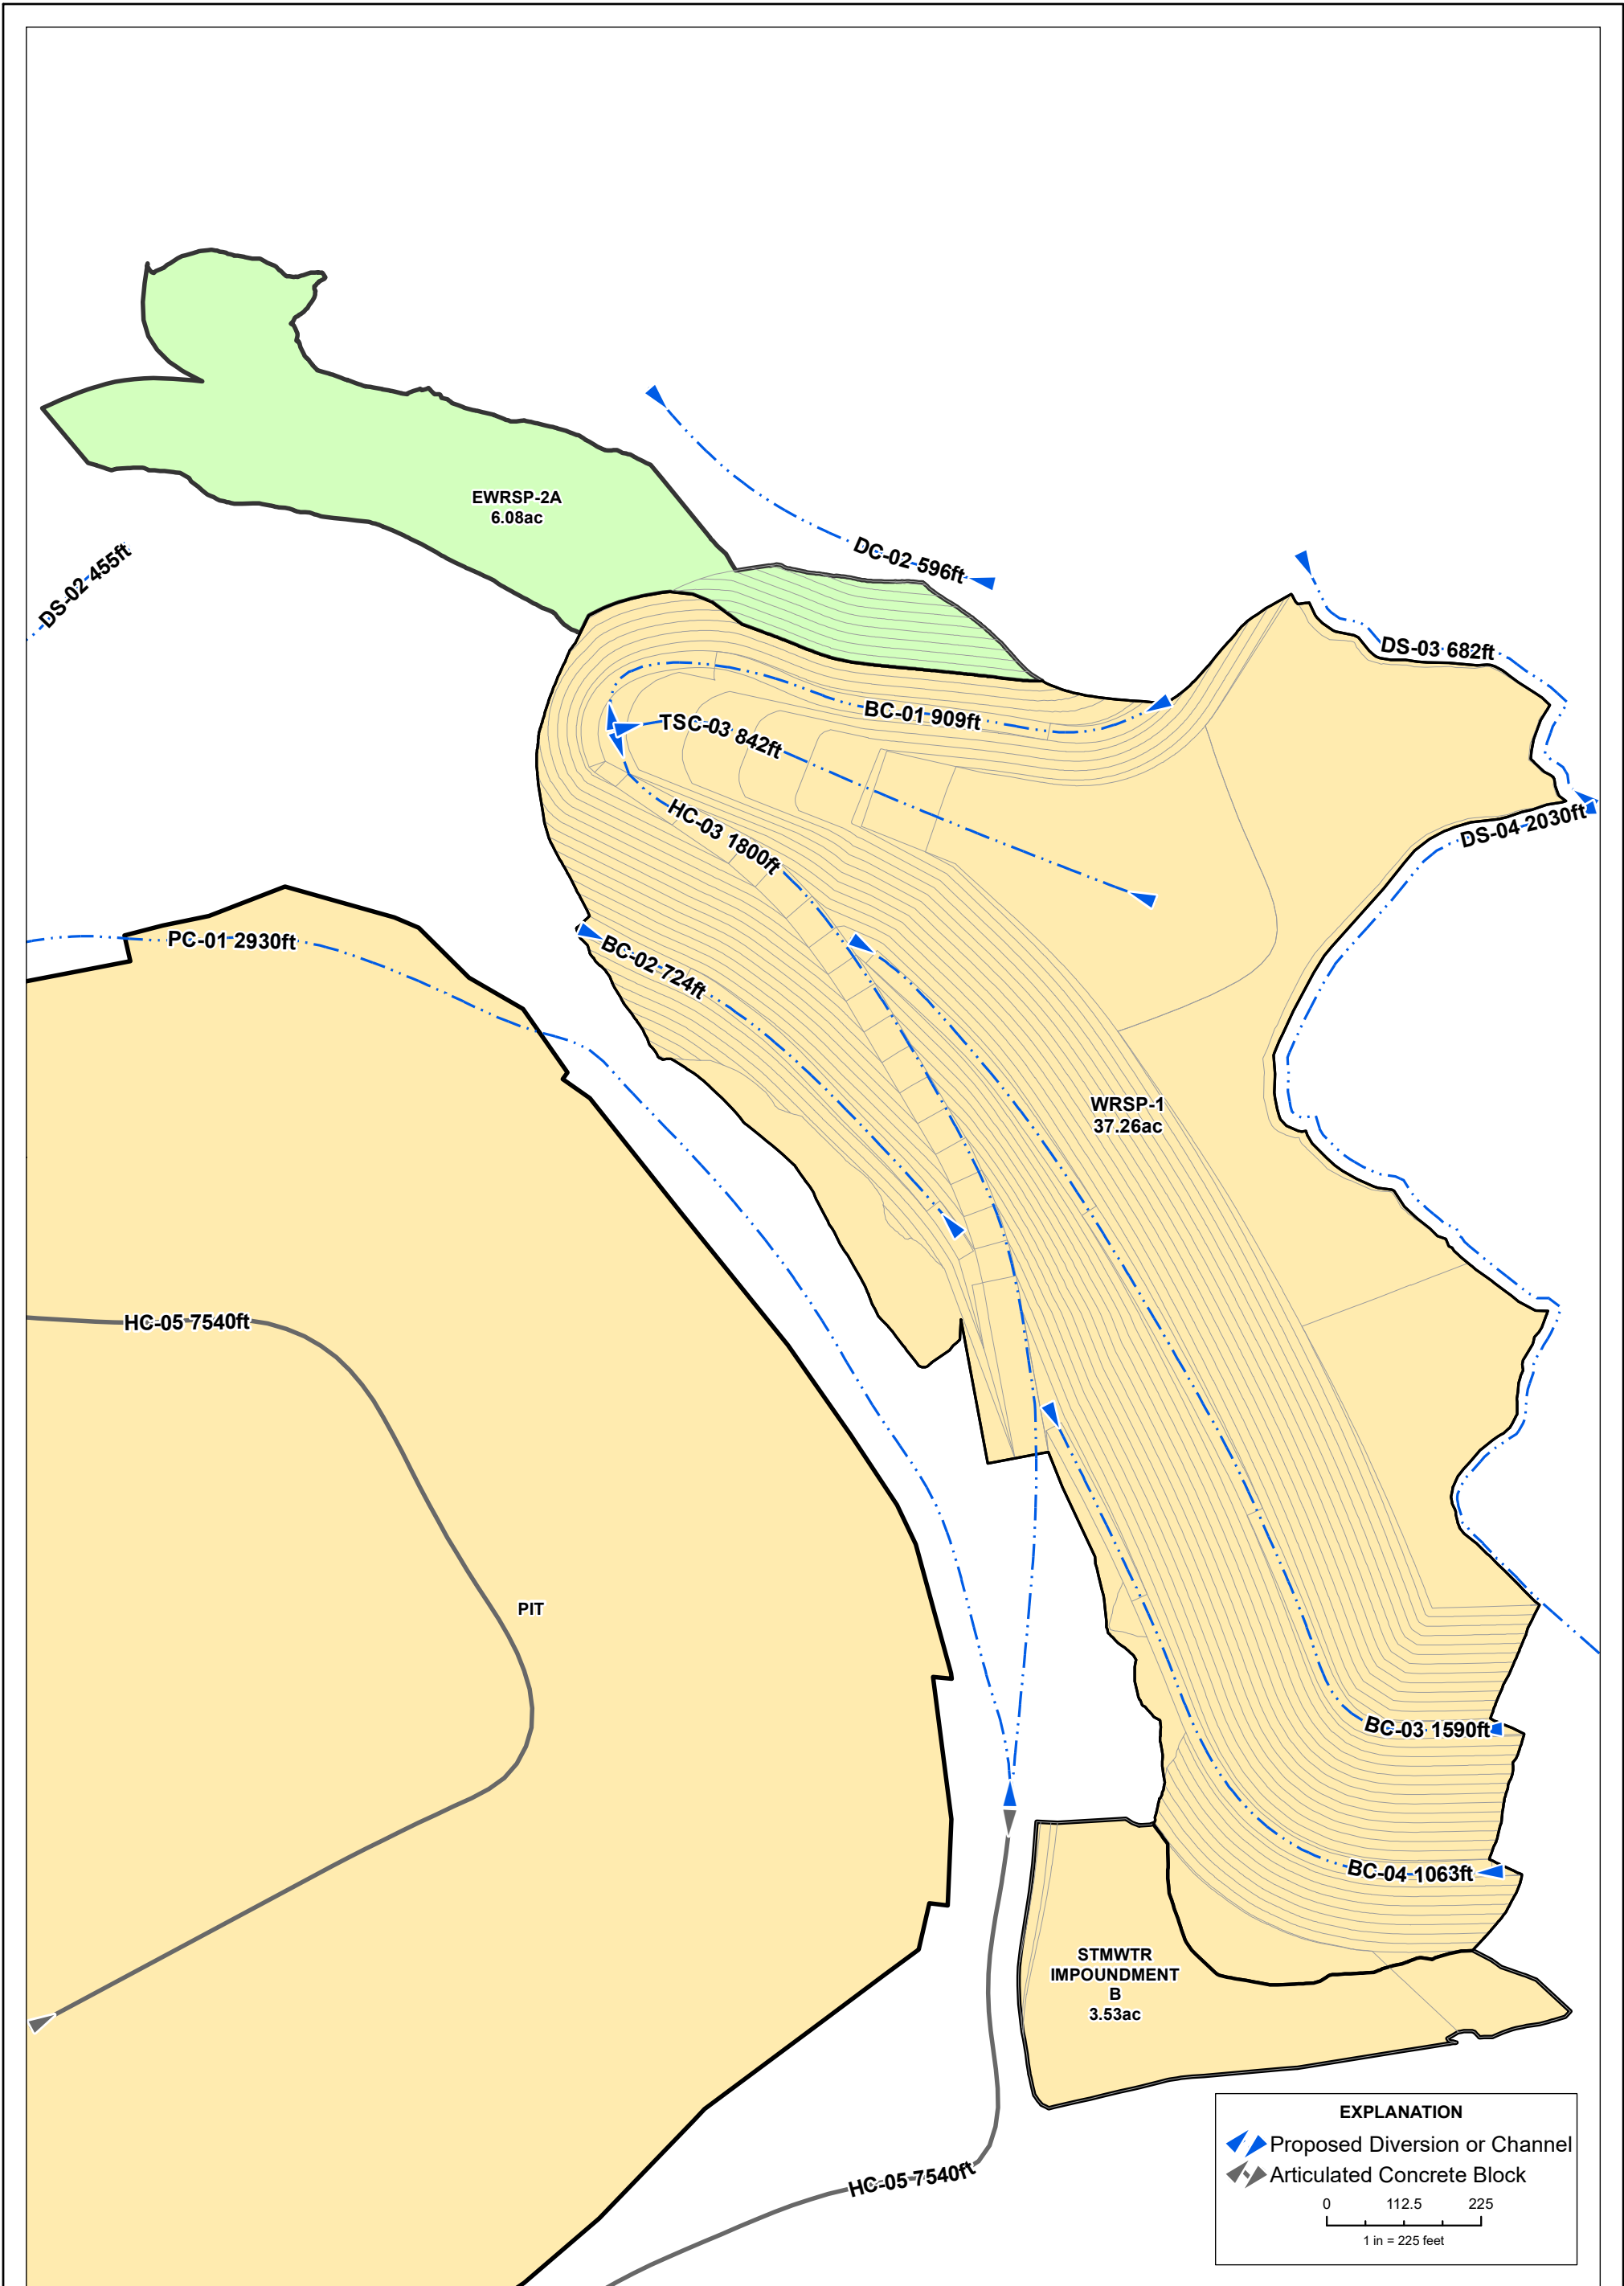 EWRSP-2A
6.08ac
DS-02 455ft
DC-02 596ft
DS-03 682ft
BC-01 909ft
TSC-03 842ft
DS-04 2030ft
HC-03 1800ft
PC-01 2930ft
BC-02 724ft
WRSP-1
37.26ac
HC-05 7540ft
PIT
BC-03 1590ft
BC-04 1063ft
STMWTR
IMPOUNDMENT
B
3.53ac
HC-05 7540ft
EXPLANATION
Proposed Diversion or Channel
Articulated Concrete Block
0 112.5 225
1 in = 225 feet